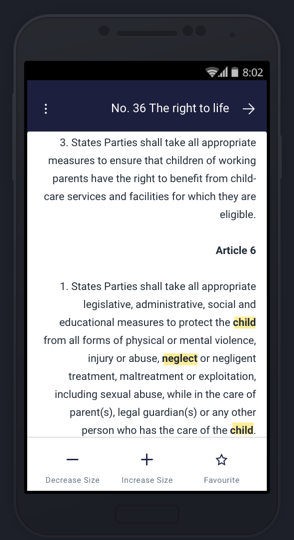 8:02
No. 36 The right to life
3. States Parties shall take all appropriate
measures to ensure that children of working
parents have the right to benefit from child-
care services and facilities for which they are
eligible.
Article 6
1. States Parties shall take all appropriate
legislative, administrative, social and
educational measures to protect the child
from all forms of physical or mental violence,
injury or abuse, neglect or negligent
treatment, maltreatment or exploitation,
including sexual abuse, while in the care of
parent(s), legal guardian(s) or any other
person who has the care of the child.
Decrease Size
Increase Size
Favourite